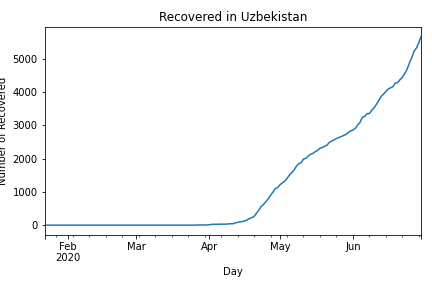 Recovered in Uzbekistan
Number of Recovered
5000
4000
3000
2000
1000
0
Feb
2020
Mar
Apr
May
Jun
Day